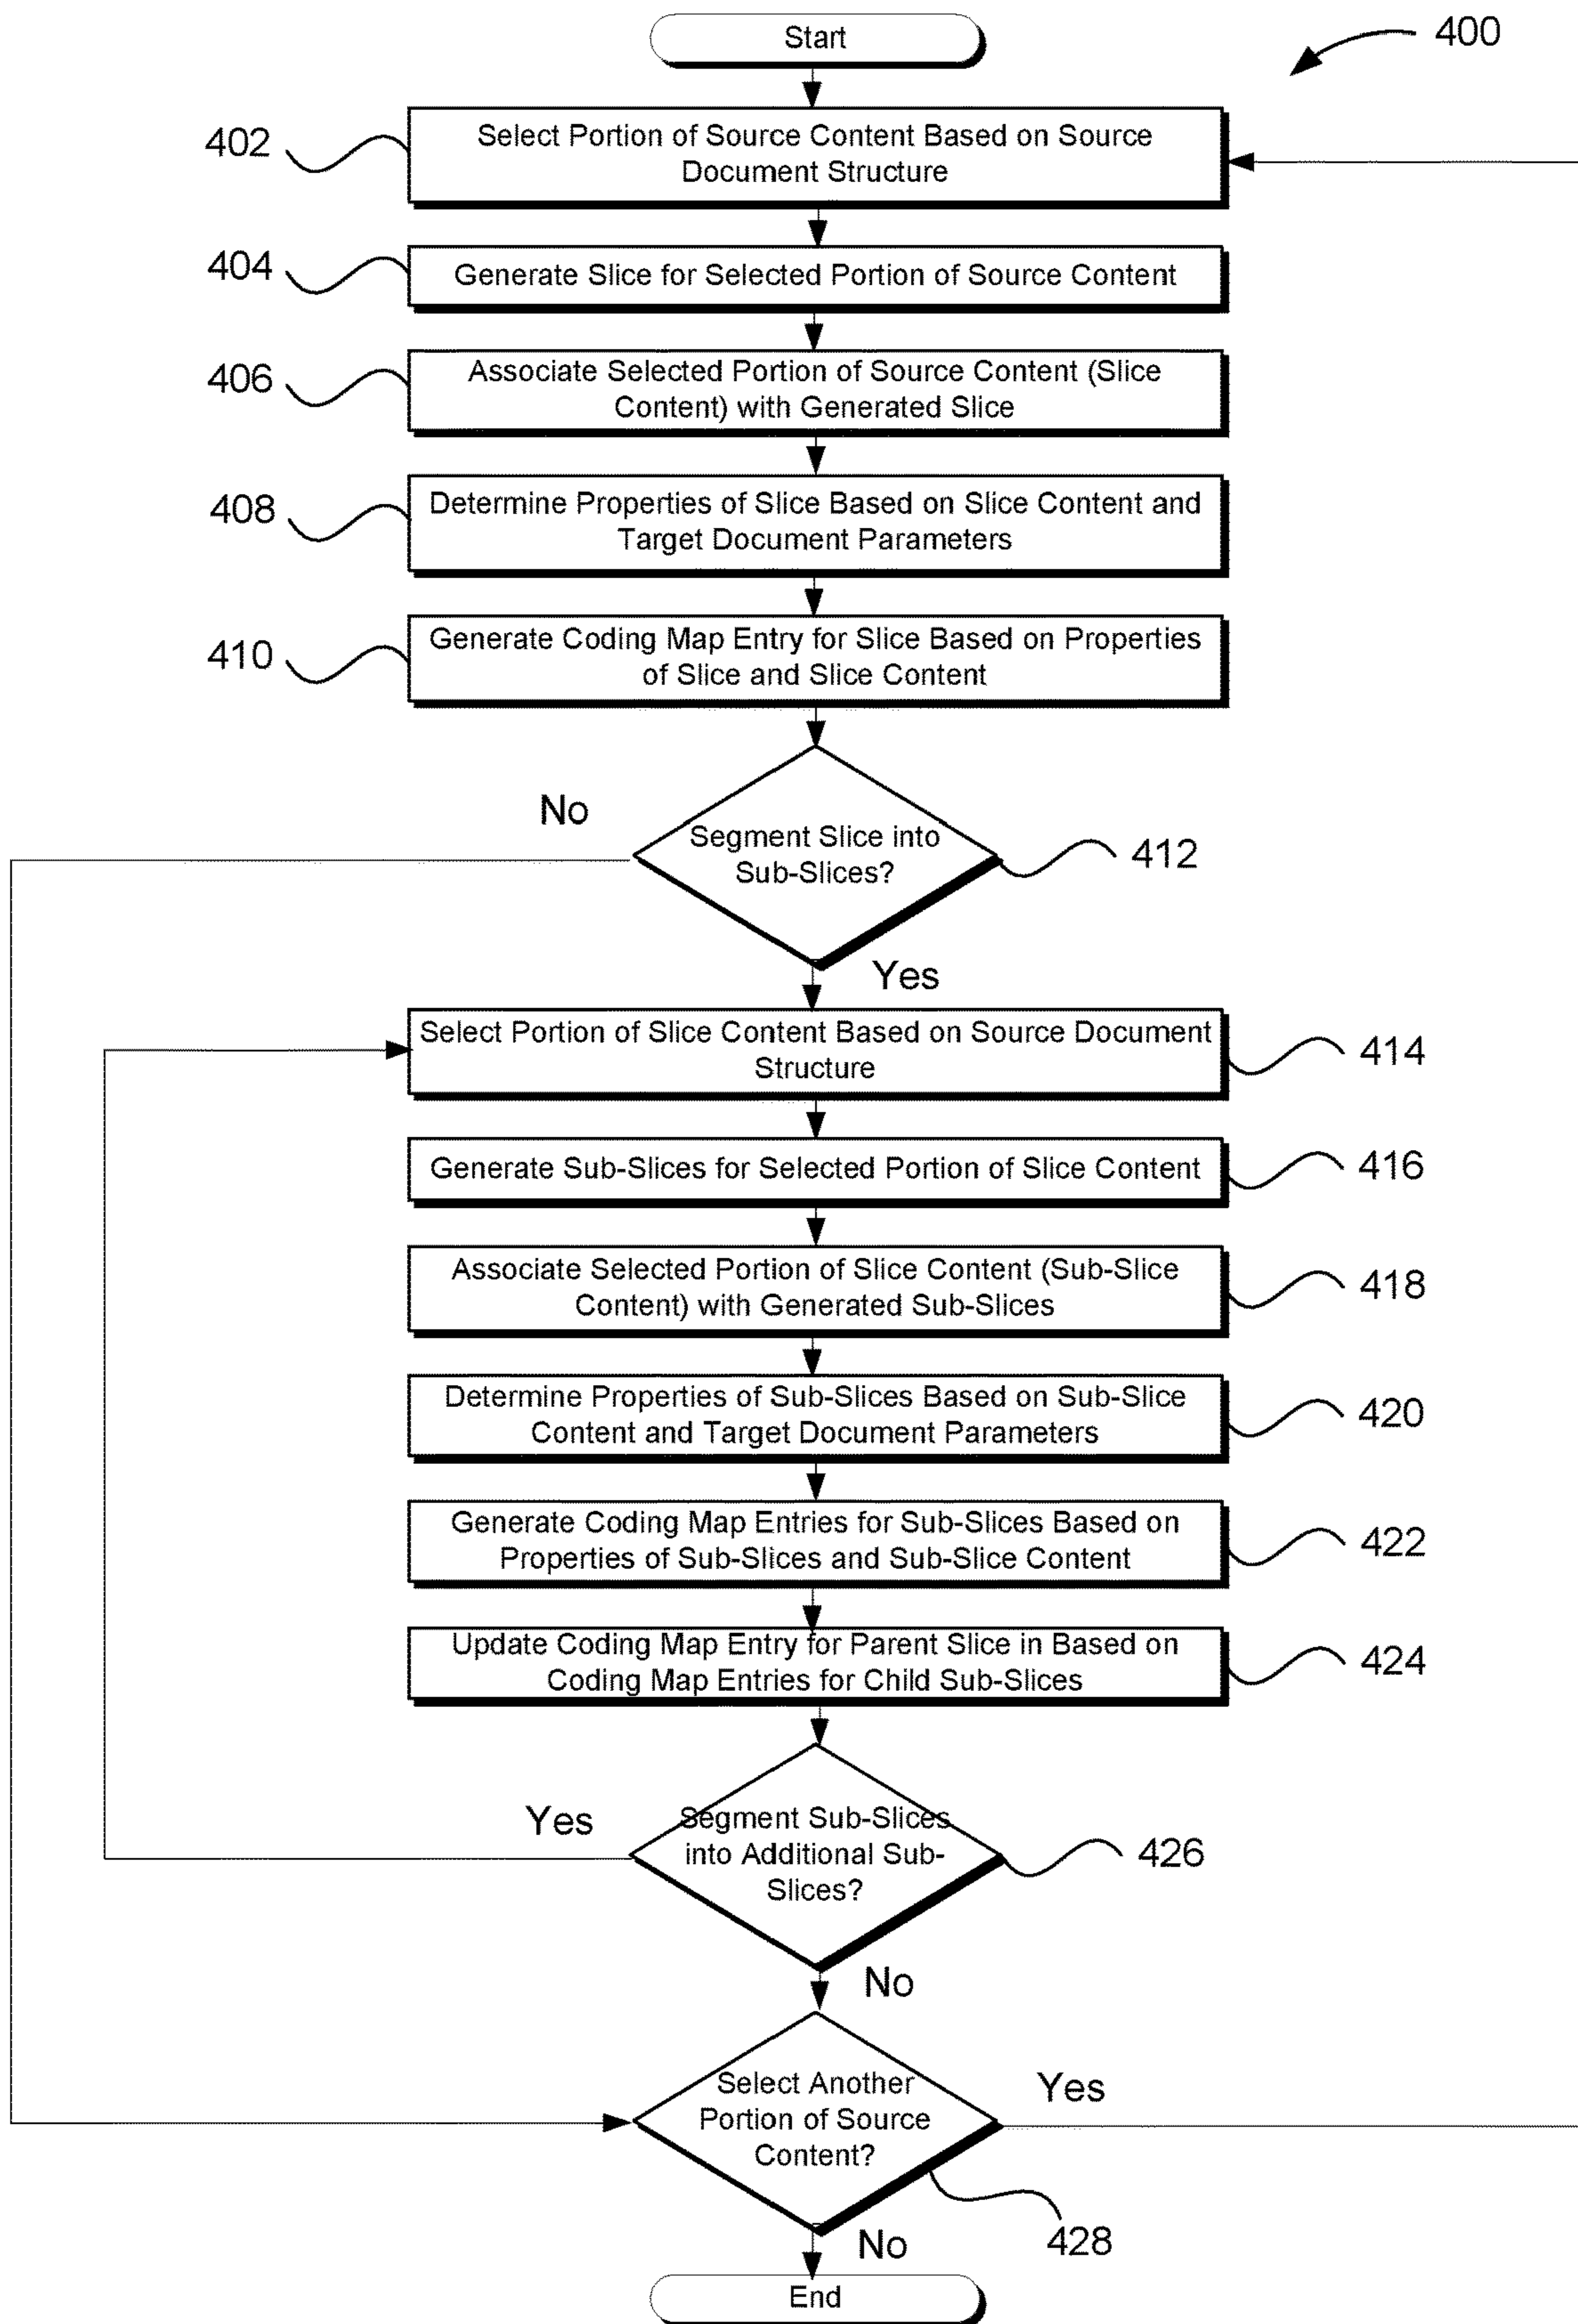 Start
400
402
Select Portion of Source Content Based on Source
Document Structure
404
Generate Slice for Selected Portion of Source Content
406
Associate Selected Portion of Source Content (Slice
Content) with Generated Slice
408
Determine Properties of Slice Based on Slice Content and
Target Document Parameters
410
Generate Coding Map Entry for Slice Based on Properties
of Slice and Slice Content
No
Segment Slice into
Sub-Slices?
412
Yes
Select Portion of Slice Content Based on Source Document
Structure
414
Generate Sub-Slices for Selected Portion of Slice Content
416
Associate Selected Portion of Slice Content (Sub-Slice
Content) with Generated Sub-Slices
418
Determine Properties of Sub-Slices Based on Sub-Slice
Content and Target Document Parameters
420
Generate Coding Map Entries for Sub-Slices Based on
Properties of Sub-Slices and Sub-Slice Content
422
Update Coding Map Entry for Parent Slice in Based on
Coding Map Entries for Child Sub-Slices
424
Yes
Segment Sub-Slices
into Additional Sub-
Slices?
426
No
Select Another
Portion of Source
Content?
Yes
428
No
End